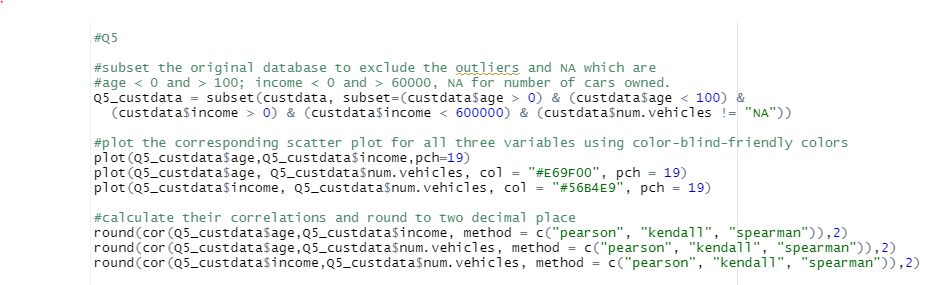 #Q5
#subset the original database to exclude the outliers and NA which are
#age < 0 and > 100; income < 0 and > 60000, NA for number of cars owned.
Q5_custdata = subset(custdata, subset=(custdata$age > 0) & (custdata$age < 100) &
(custdata$income > 0) & (custdata$income < 600000) & (custdata$num.vehicles != "NA"))
#plot the corresponding scatter plot for all three variables using color-blind-friendly colors
plot(Q5_custdata$age,Q5_custdata$income,pch=19)
plot(Q5_custdata$age, Q5_custdata$num.vehicles, col = "#E69F00", pch = 19)
plot(Q5_custdata$income, Q5_custdata$num.vehicles, col = "#56B4E9", pch = 19)
#calculate their correlations and round to two decimal place
round(cor(Q5_custdata$age,Q5_custdata$income, method = c("pearson", "kendall", "spearman")),2)
round(cor(Q5_custdata$age,Q5_custdata$num.vehicles, method = c("pearson", "kendall", "spearman")),2)
round(cor(Q5_custdata$income,Q5_custdata$num.vehicles, method = c("pearson", "kendall", "spearman")),2)